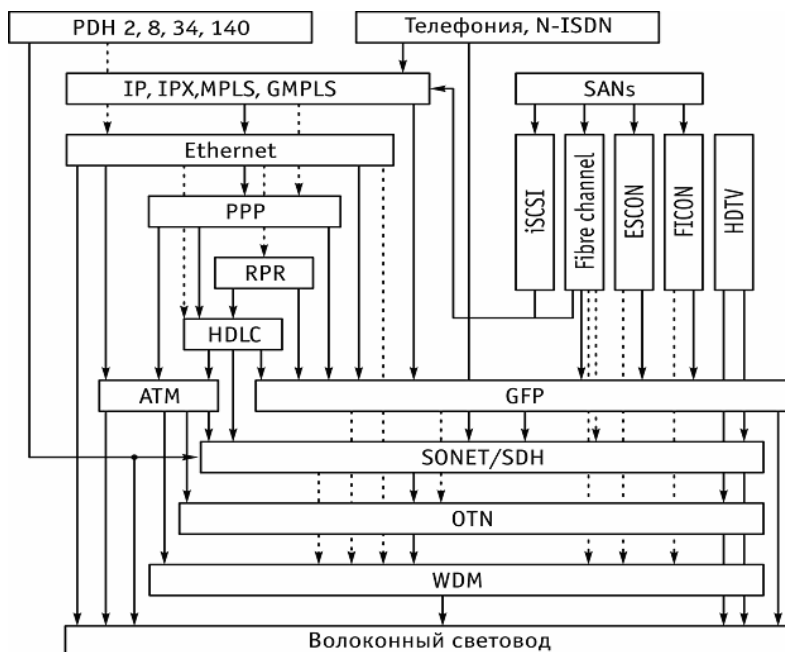 PDH 2, 8, 34, 140
Телефония, N-ISDN
IP, IPX,MPLS, GMPLS
SANs
Ethernet
iSCSI
Fibre channel
ESCON
FICON
HDTV
PPP
RPR
HDLC
ATM
GFP
SONET/SDH
OTN
WDM
Волоконный световод